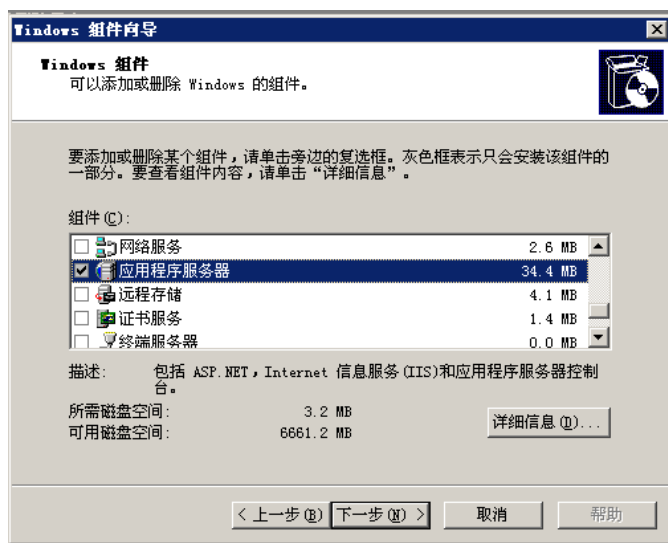 Windows 组件向导
Windows 组件
可以添加或删除 Windows 的组件。
要添加或删除某个组件，请单击旁边的复选框。灰色框表示只会安装该组件的
一部分。要查看组件内容，请单击“详细信息”。
组件(C):
网络服务 2.6 MB
应用程序服务器 34.4 MB
远程存储 4.1 MB
证书服务 1.4 MB
终端服务器 0.0 MB
描述: 包括 ASP.NET，Internet 信息服务(IIS)和应用程序服务器控制
台。
所需磁盘空间: 3.2 MB
可用磁盘空间: 6661.2 MB
详细信息(D)...
< 上一步(B) 下一步(N) > 取消 帮助